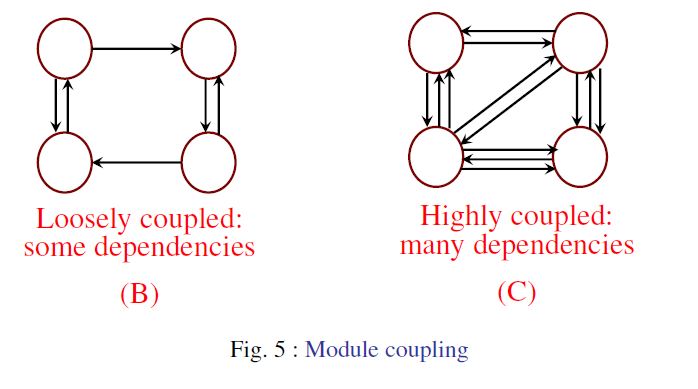 Loosely coupled:
some dependencies
(B)
Highly coupled:
many dependencies
(C)
Fig. 5 : Module coupling